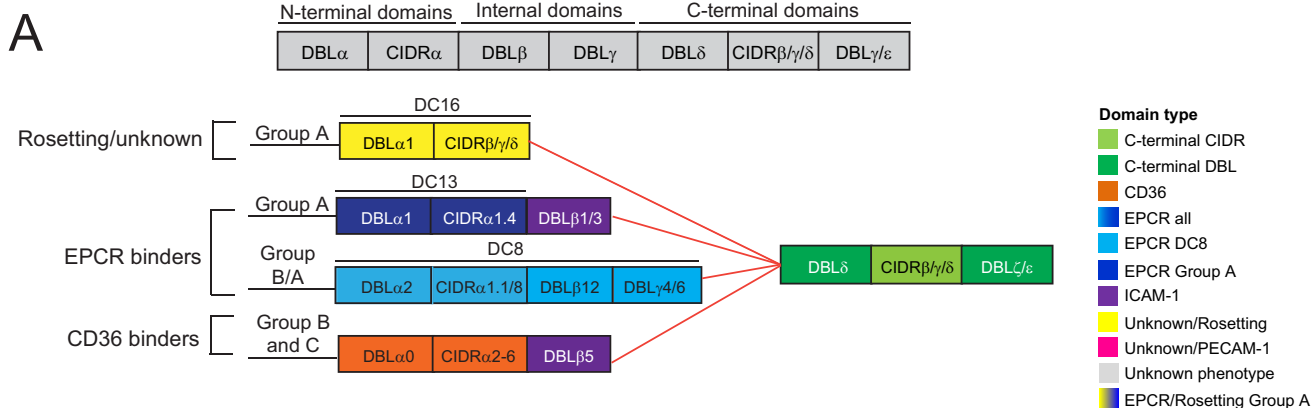 A
N-terminal domains Internal domains C-terminal domains
DBLα CIDRα DBLβ DBLγ DBLδ CIDRβ/γ/δ DBLγ/ε
DC16
Rosetting/unknown Group A DBLα1 CIDRβ/γ/δ
DC13
Group A DBLα1 CIDRα1.4 DBLβ1/3
EPCR binders
DC8
Group
B/A
DBLα2 CIDRα1.1/8 DBLβ12 DBLγ4/6
CD36 binders
Group B
and C
DBLα0 CIDRα2-6 DBLβ5
DBLδ CIDRβ/γ/δ DBLζ/ε
Domain type
C-terminal CIDR
C-terminal DBL
CD36
EPCR all
EPCR DC8
EPCR Group A
ICAM-1
Unknown/Rosetting
Unknown/PECAM-1
Unknown phenotype
EPCR/Rosetting Group A